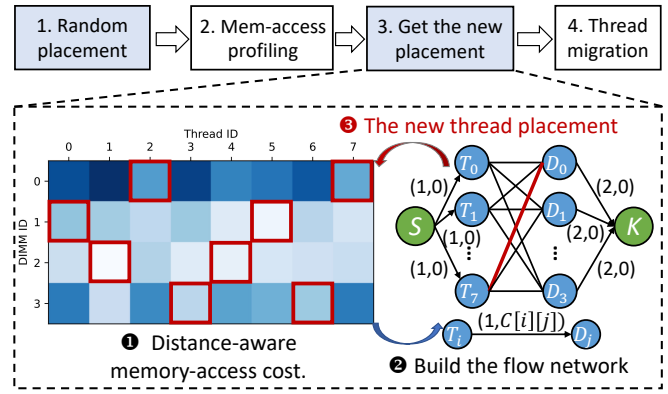 1. Random
placement
2. Mem-access
profiling
3. Get the new
placement
4. Thread
migration
Thread ID
0 1 2 3 4 5 6 7
DIMM ID
0
1
2
3
❸ The new thread placement
T0
T1
⋮
T7
D0
D1
⋮
D3
S
K
(1,0)
(1,0)
(1,0)
(2,0)
(2,0)
(2,0)
Ti
(1,C[i][j])
Dj
❶ Distance-aware
memory-access cost.
❷ Build the flow network